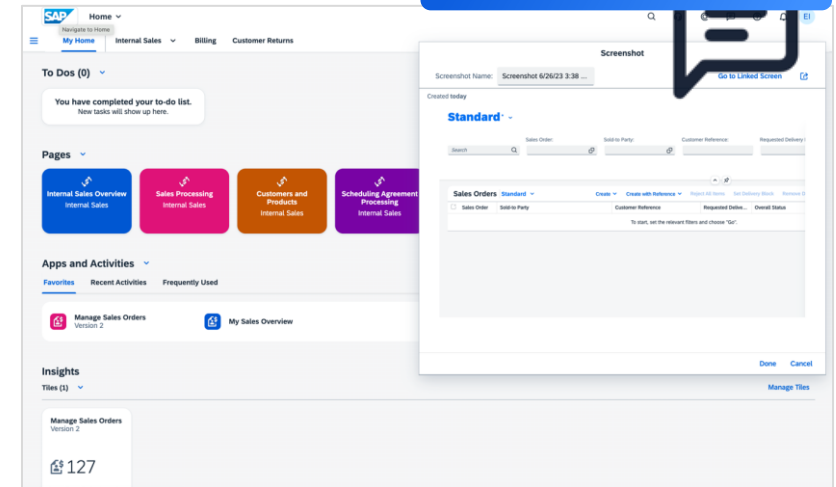 SAP
Home
Navigate to Home
EI
My Home
Internal Sales
Billing
Customer Returns
To Dos (0)
You have completed your to-do list.
New tasks will show up here.
Pages
Internal Sales Overview
Internal Sales
Sales Processing
Internal Sales
Customers and
Products
Internal Sales
Scheduling Agreement
Processing
Internal Sales
Apps and Activities
Favorites
Recent Activities
Frequently Used
Manage Sales Orders
Version 2
My Sales Overview
Insights
Tiles (1)
Manage Tiles
Manage Sales Orders
Version 2
127
Screenshot
Screenshot Name:
Screenshot 6/26/23 3:38 ...
Go to Linked Screen
Created today
Standard
Sales Order:
Sold-to Party:
Customer Reference:
Requested Delivery
Search
Sales Orders
Standard
Create
Create with Reference
Reject All Items
Set Delivery Block
Remove
Sales Order
Sold-to Party
Customer Reference
Requested Delive...
Overall Status
To start, set the relevant filters and choose "Go".
Done
Cancel